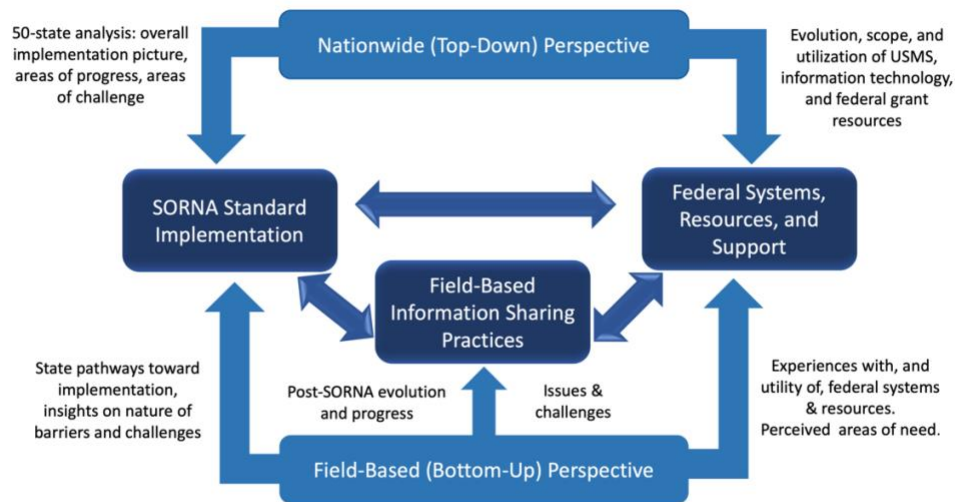 50-state analysis: overall
implementation picture,
areas of progress, areas
of challenge
Nationwide (Top-Down) Perspective
Evolution, scope, and
utilization of USMS,
information technology,
and federal grant
resources
SORNA Standard
Implementation
Federal Systems,
Resources, and
Support
Field-Based
Information Sharing
Practices
State pathways toward
implementation,
insights on nature of
barriers and challenges
Post-SORNA evolution
and progress
Issues &
challenges
Experiences with, and
utility of, federal systems
& resources.
Perceived areas of need.
Field-Based (Bottom-Up) Perspective